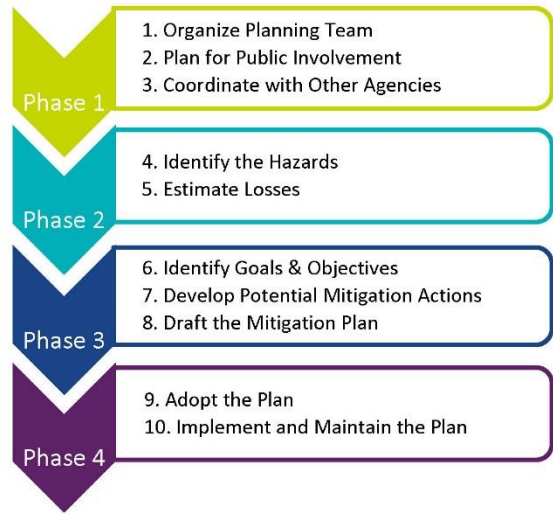 Phase 1
1. Organize Planning Team
2. Plan for Public Involvement
3. Coordinate with Other Agencies
Phase 2
4. Identify the Hazards
5. Estimate Losses
Phase 3
6. Identify Goals & Objectives
7. Develop Potential Mitigation Actions
8. Draft the Mitigation Plan
Phase 4
9. Adopt the Plan
10. Implement and Maintain the Plan